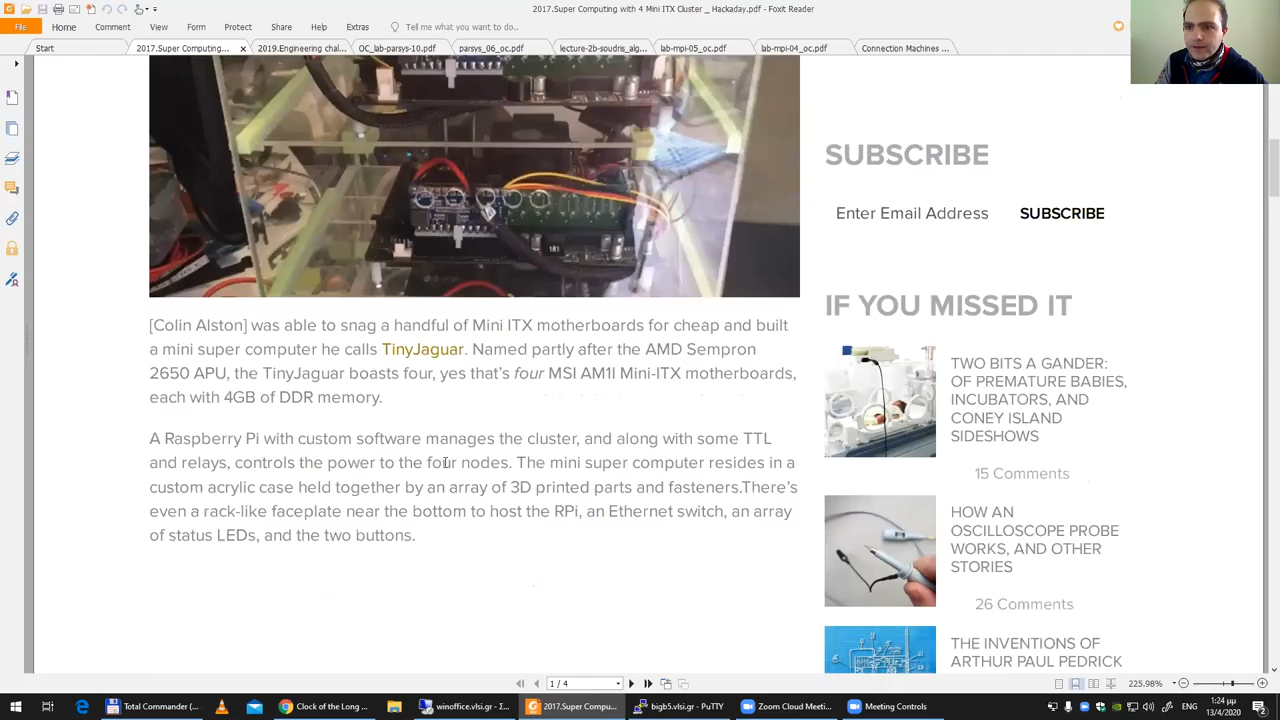 2017.Super Computing with 4 Mini ITX Cluster _ Hackaday.pdf - Foxit Reader
File Home Comment View Form Protect Share Help Extras Tell me what you want to do...
Start 2017.Super Computing... 2019.Engineering chal... OC_lab-parsys-10.pdf parsys_06_oc.pdf lecture-2b-soudris_alg... lab-mpi-05_oc.pdf lab-mpi-04_oc.pdf Connection Machines ...
[Colin Alston] was able to snag a handful of Mini ITX motherboards for cheap and built
a mini super computer he calls TinyJaguar. Named partly after the AMD Sempron
2650 APU, the TinyJaguar boasts four, yes that's four MSI AM1I Mini-ITX motherboards,
each with 4GB of DDR memory.
A Raspberry Pi with custom software manages the cluster, and along with some TTL
and relays, controls the power to the four nodes. The mini super computer resides in a
custom acrylic case held together by an array of 3D printed parts and fasteners.There's
even a rack-like faceplate near the bottom to host the RPi, an Ethernet switch, an array
of status LEDs, and the two buttons.
SUBSCRIBE
Enter Email Address SUBSCRIBE
IF YOU MISSED IT
TWO BITS A GANDER:
OF PREMATURE BABIES,
INCUBATORS, AND
CONEY ISLAND
SIDESHOWS
15 Comments
HOW AN
OSCILLOSCOPE PROBE
WORKS, AND OTHER
STORIES
26 Comments
THE INVENTIONS OF
ARTHUR PAUL PEDRICK
1 / 4
225.98%
Total Commander (... Clock of the Long ... winoffice.vlsi.gr - Σ... 2017.Super Compu... bigb5.vlsi.gr - PuTTY Zoom Cloud Meetin... Meeting Controls
1:24 μμ
13/4/2020